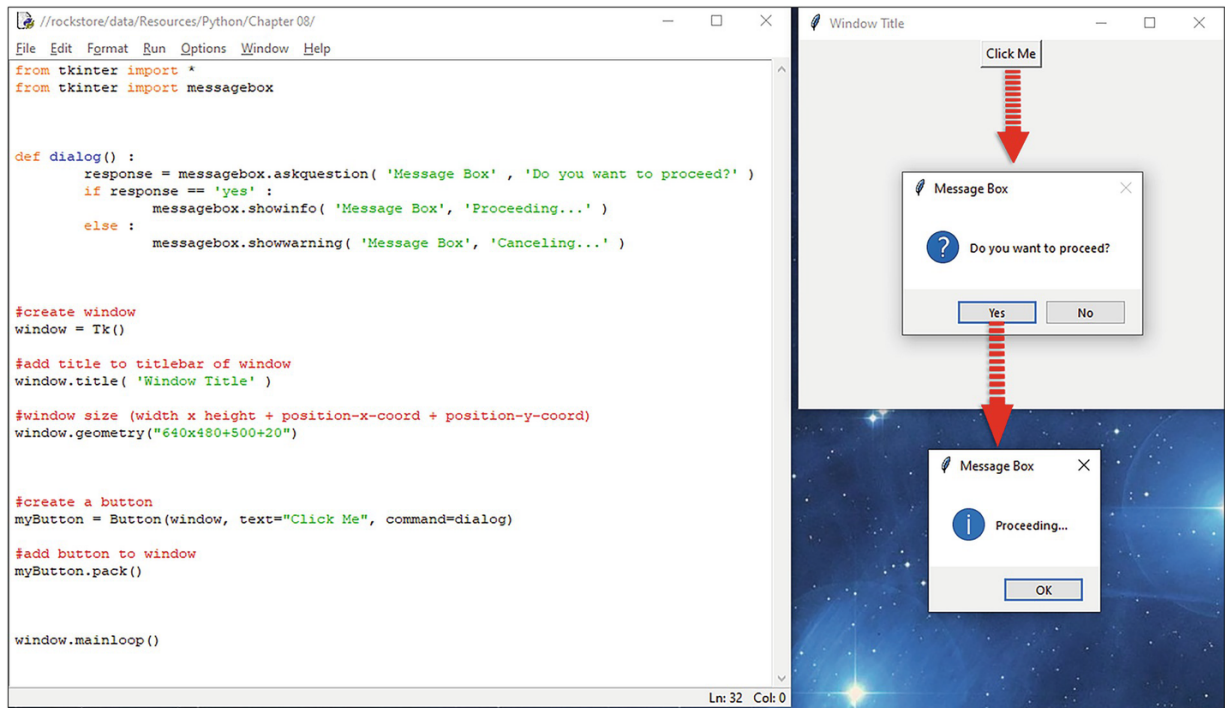 //rockstore/data/Resources/Python/Chapter 08/
File Edit Format Run Options Window Help
from tkinter import *
from tkinter import messagebox
def dialog() :
        response = messagebox.askquestion( 'Message Box' , 'Do you want to proceed?' )
        if response == 'yes' :
                messagebox.showinfo( 'Message Box', 'Proceeding...' )
        else :
                messagebox.showwarning( 'Message Box', 'Canceling...' )
#create window
window = Tk()
#add title to titlebar of window
window.title( 'Window Title' )
#window size (width x height + position-x-coord + position-y-coord)
window.geometry("640x480+500+20")
#create a button
myButton = Button(window, text="Click Me", command=dialog)
#add button to window
myButton.pack()
window.mainloop()
Ln: 32 Col: 0
Window Title
Click Me
Message Box
Do you want to proceed?
Yes No
Message Box
Proceeding...
OK